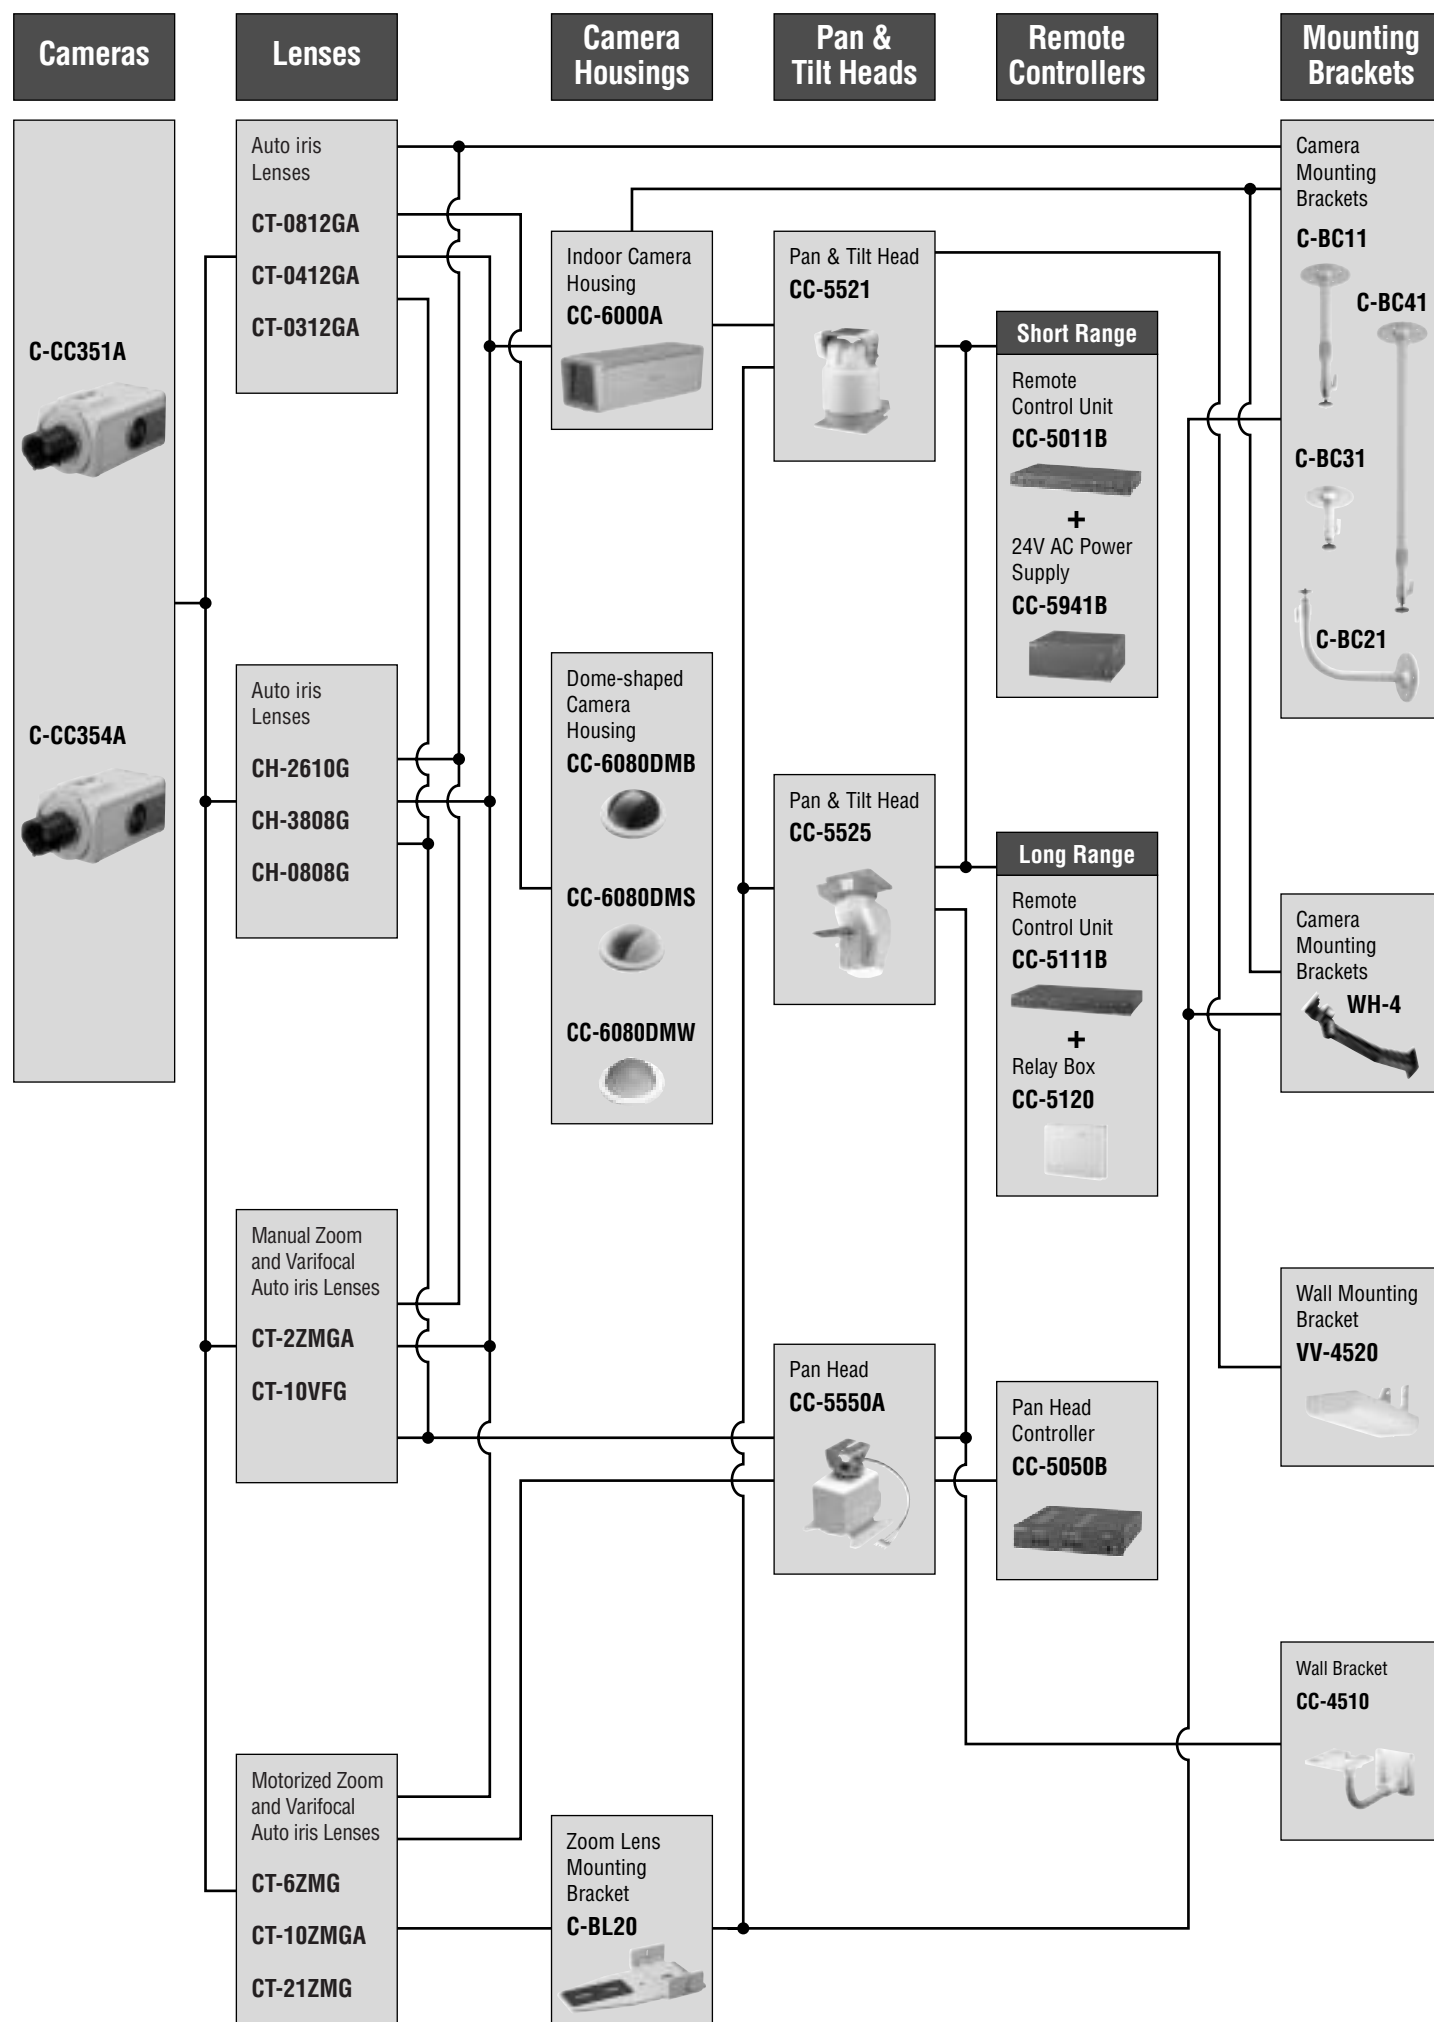 Cameras
Lenses
Camera
Housings
Pan &
Tilt Heads
Remote
Controllers
Mounting
Brackets
C-CC351A
C-CC354A
Auto iris
Lenses
CT-0812GA
CT-0412GA
CT-0312GA
Auto iris
Lenses
CH-2610G
CH-3808G
CH-0808G
Manual Zoom
and Varifocal
Auto iris Lenses
CT-2ZMGA
CT-10VFG
Motorized Zoom
and Varifocal
Auto iris Lenses
CT-6ZMG
CT-10ZMGA
CT-21ZMG
Indoor Camera
Housing
CC-6000A
Dome-shaped
Camera
Housing
CC-6080DMB
CC-6080DMS
CC-6080DMW
Zoom Lens
Mounting
Bracket
C-BL20
Pan & Tilt Head
CC-5521
Pan & Tilt Head
CC-5525
Pan Head
CC-5550A
Short Range
Remote
Control Unit
CC-5011B
+
24V AC Power
Supply
CC-5941B
Long Range
Remote
Control Unit
CC-5111B
+
Relay Box
CC-5120
Pan Head
Controller
CC-5050B
Camera
Mounting
Brackets
C-BC11
C-BC41
C-BC31
C-BC21
Camera
Mounting
Brackets
WH-4
Wall Mounting
Bracket
VV-4520
Wall Bracket
CC-4510